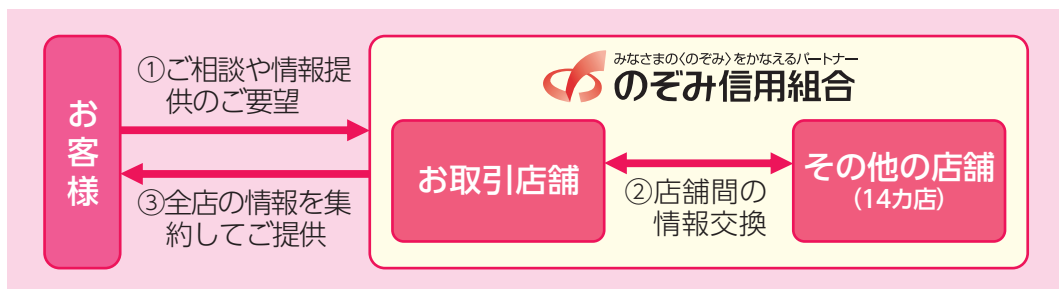 お客様
①ご相談や情報提
供のご要望
③全店の情報を集
約してご提供
みなさまの〈のぞみ〉をかなえるパートナー
のぞみ信用組合
お取引店舗
②店舗間の
情報交換
その他の店舗
(14カ店)